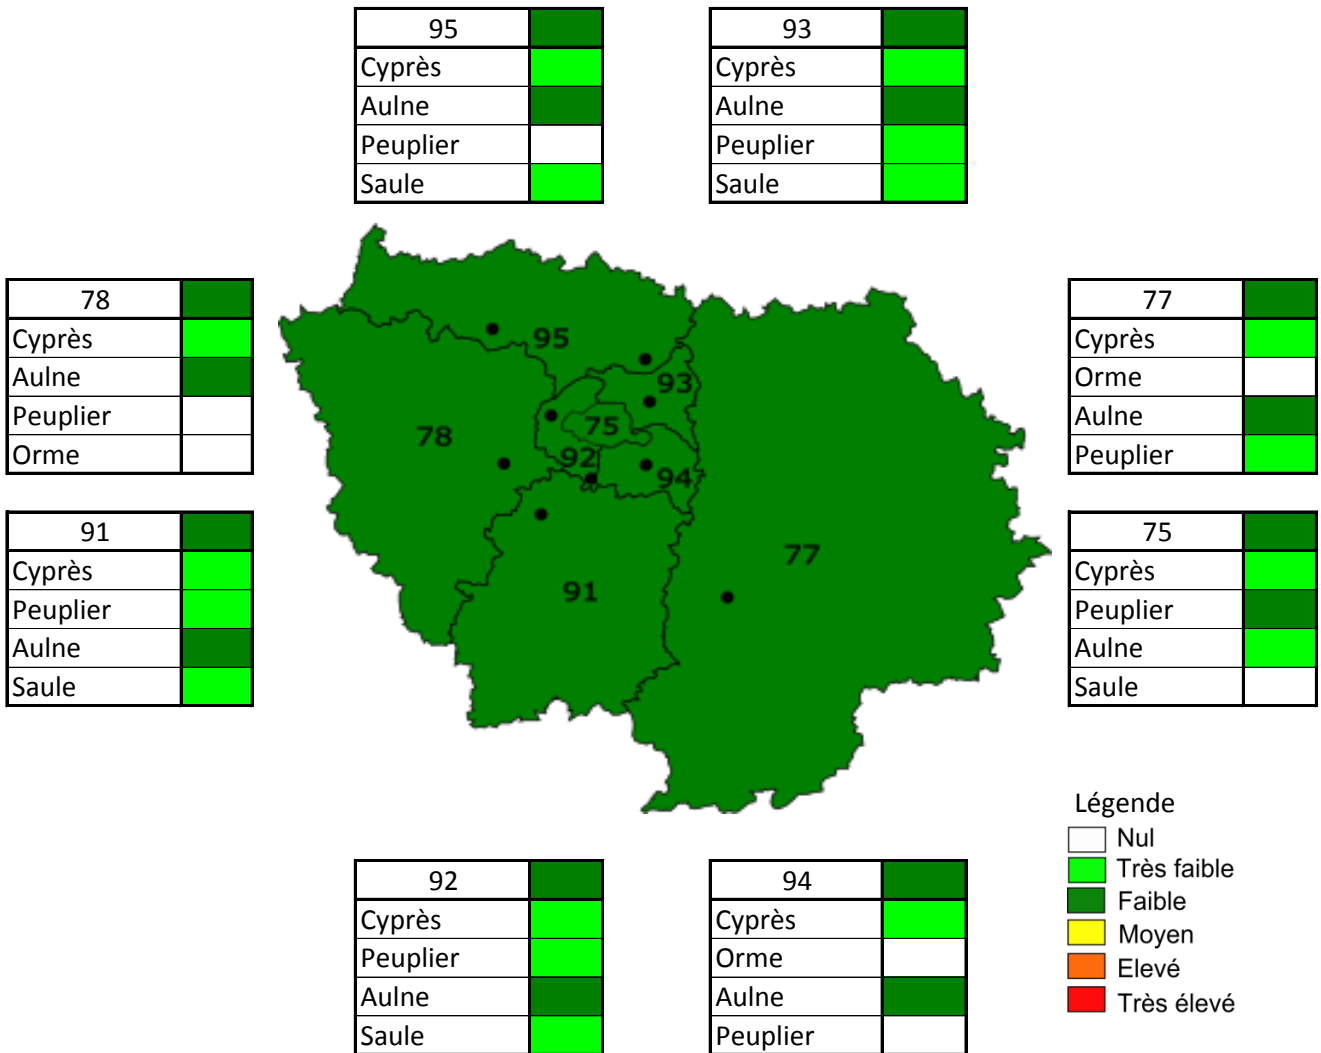 95
Cyprès
Aulne
Peuplier
Saule
93
Cyprès
Aulne
Peuplier
Saule
78
Cyprès
Aulne
Peuplier
Orme
91
Cyprès
Peuplier
Aulne
Saule
95
93
75
78
92
94
77
91
77
Cyprès
Orme
Aulne
Peuplier
75
Cyprès
Peuplier
Aulne
Saule
92
Cyprès
Peuplier
Aulne
Saule
94
Cyprès
Orme
Aulne
Peuplier
Légende
Nul
Très faible
Faible
Moyen
Elevé
Très élevé